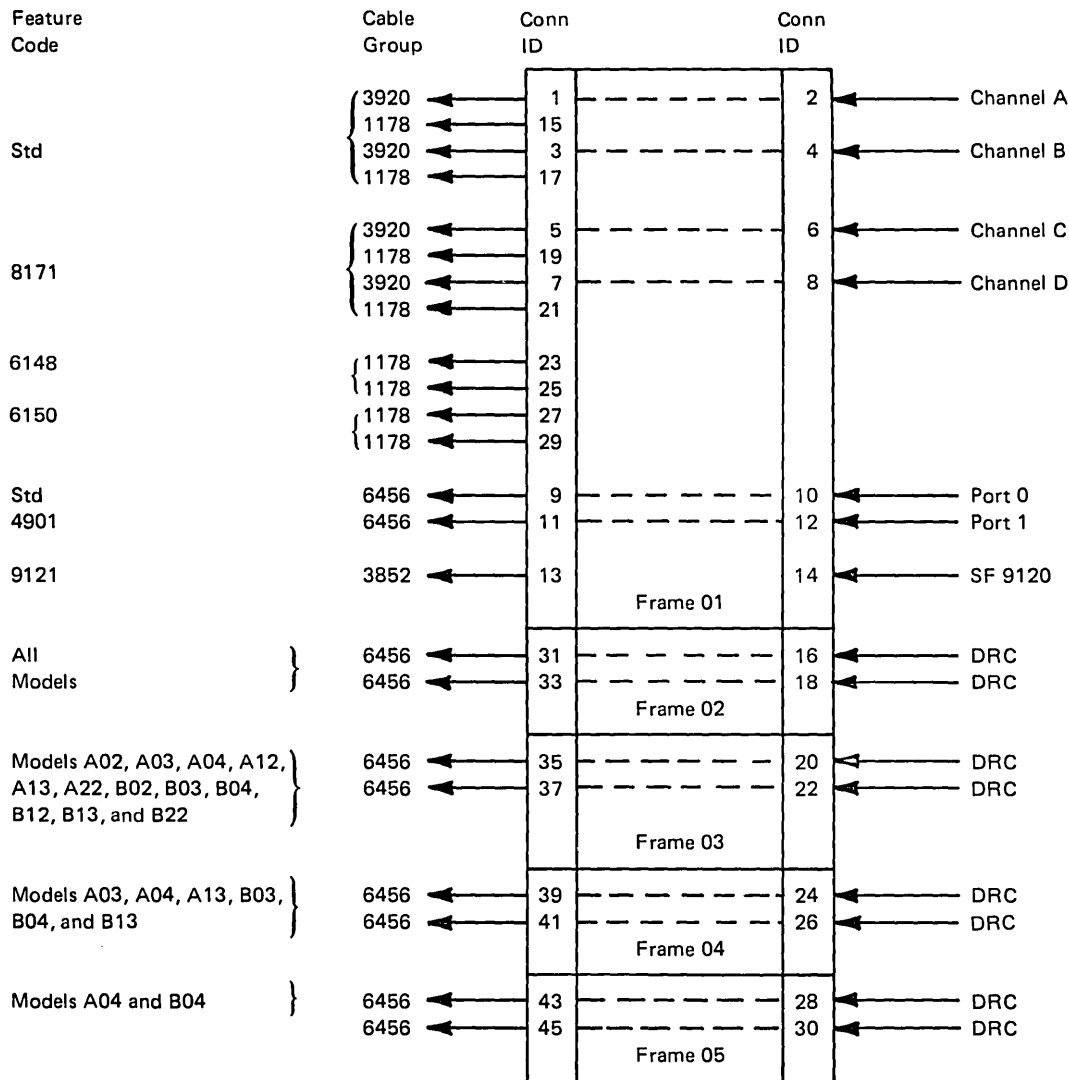 Feature Cable Conn Conn
Code Group ID ID
3920 1 2 Channel A
1178 15
Std 3920 3 4 Channel B
1178 17
3920 5 6 Channel C
1178 19
8171 3920 7 8 Channel D
1178 21
6148 1178 23
1178 25
6150 1178 27
1178 29
Std 6456 9 10 Port 0
4901 6456 11 12 Port 1
9121 3852 13 14 SF 9120
Frame 01
All 6456 31 16 DRC
Models 6456 33 18 DRC
Frame 02
Models A02, A03, A04, A12, 6456 35 20 DRC
A13, A22, B02, B03, B04, 6456 37 22 DRC
B12, B13, and B22
Frame 03
Models A03, A04, A13, B03, 6456 39 24 DRC
B04, and B13 6456 41 26 DRC
Frame 04
Models A04 and B04 6456 43 28 DRC
6456 45 30 DRC
Frame 05